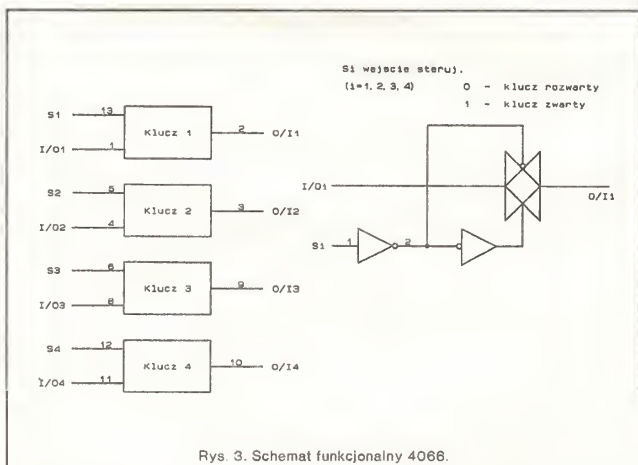 Si wejscie steruj.
(i=1, 2, 3, 4) 0 - klucz rozwarty
1 - klucz zwarty
S1 13 Klucz 1 2 O/I1
I/O1 1
S2 5 Klucz 2 3 O/I2
I/O2 4
S3 6 Klucz 3 9 O/I3
I/O3 8
S4 12 Klucz 4 10 O/I4
I/O4 11
I/Oi O/Ii
Si 1 2
Rys. 3. Schemat funkcjonalny 4066.